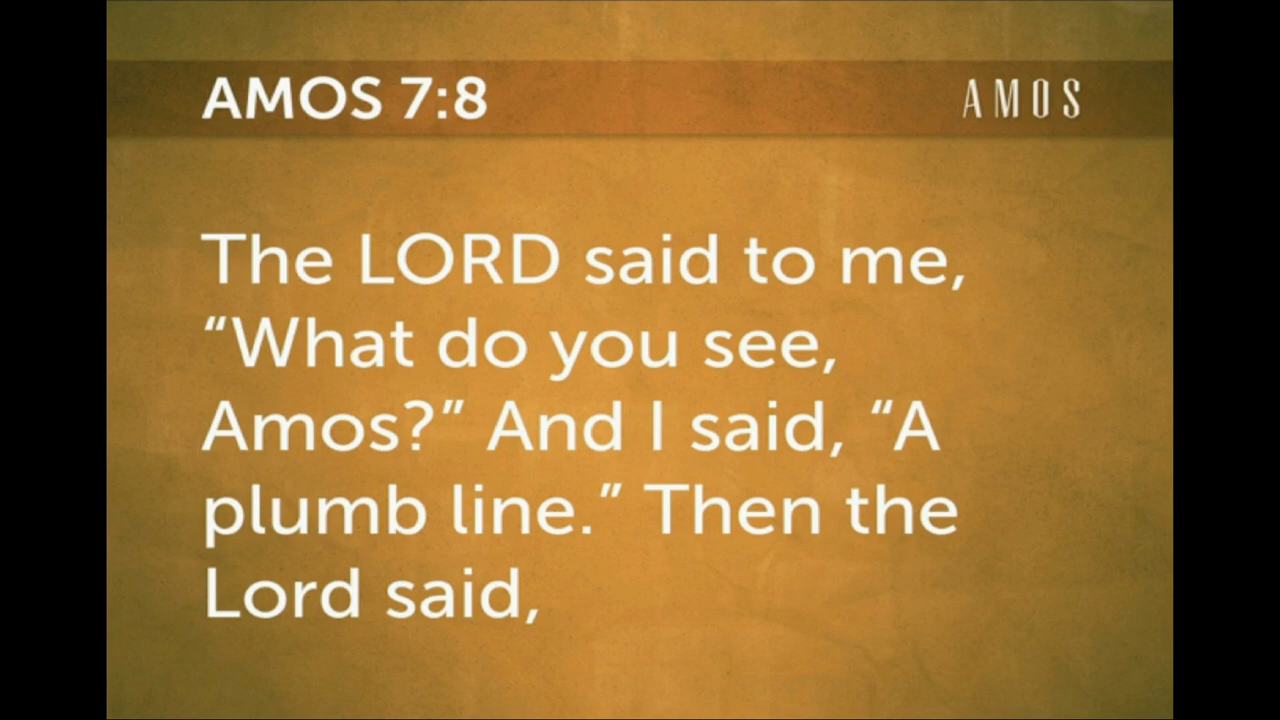 AMOS 7:8
AMOS
The LORD said to me,
“What do you see,
Amos?” And I said, “A
plumb line.” Then the
Lord said,